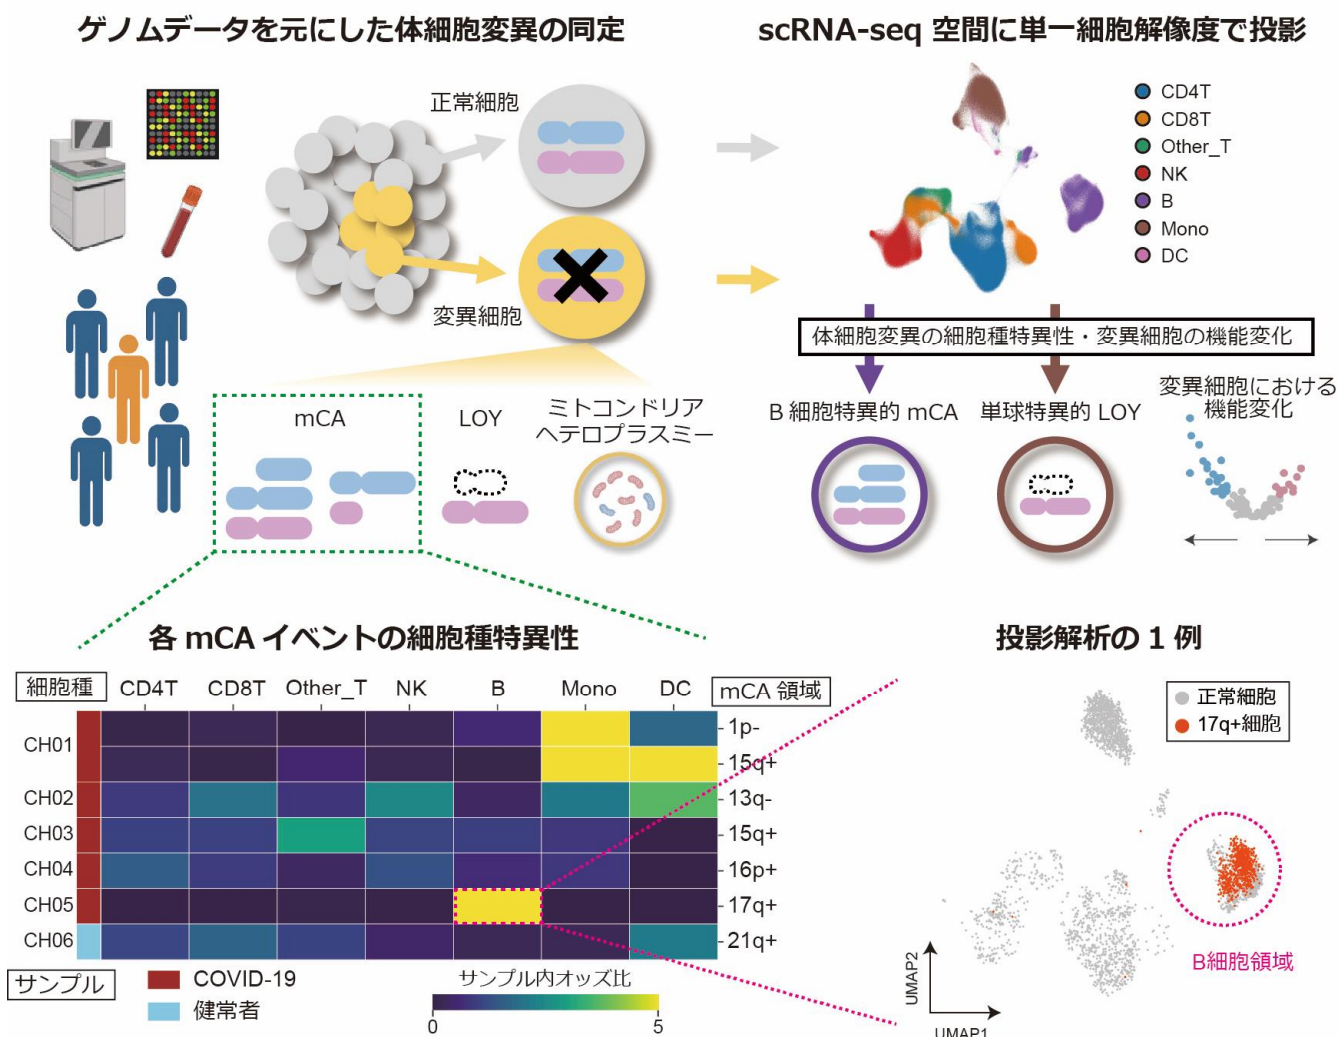 ゲノムデータを元にした体細胞変異の同定
正常細胞
変異細胞
mCA
LOY
ミトコンドリア
ヘテロプラスミー
scRNA-seq 空間に単一細胞解像度で投影
CD4T
CD8T
Other_T
NK
B
Mono
DC
体細胞変異の細胞種特異性・変異細胞の機能変化
B 細胞特異的 mCA
単球特異的 LOY
変異細胞における
機能変化
各 mCA イベントの細胞種特異性
細胞種 CD4T CD8T Other_T NK B Mono DC mCA 領域
CH01 1p-
15q+
CH02 13q-
CH03 15q+
CH04 16p+
CH05 17q+
CH06 21q+
サンプル
COVID-19
健常者
サンプル内オッズ比
0 5
投影解析の 1 例
正常細胞
17q+細胞
B細胞領域
UMAP2
UMAP1